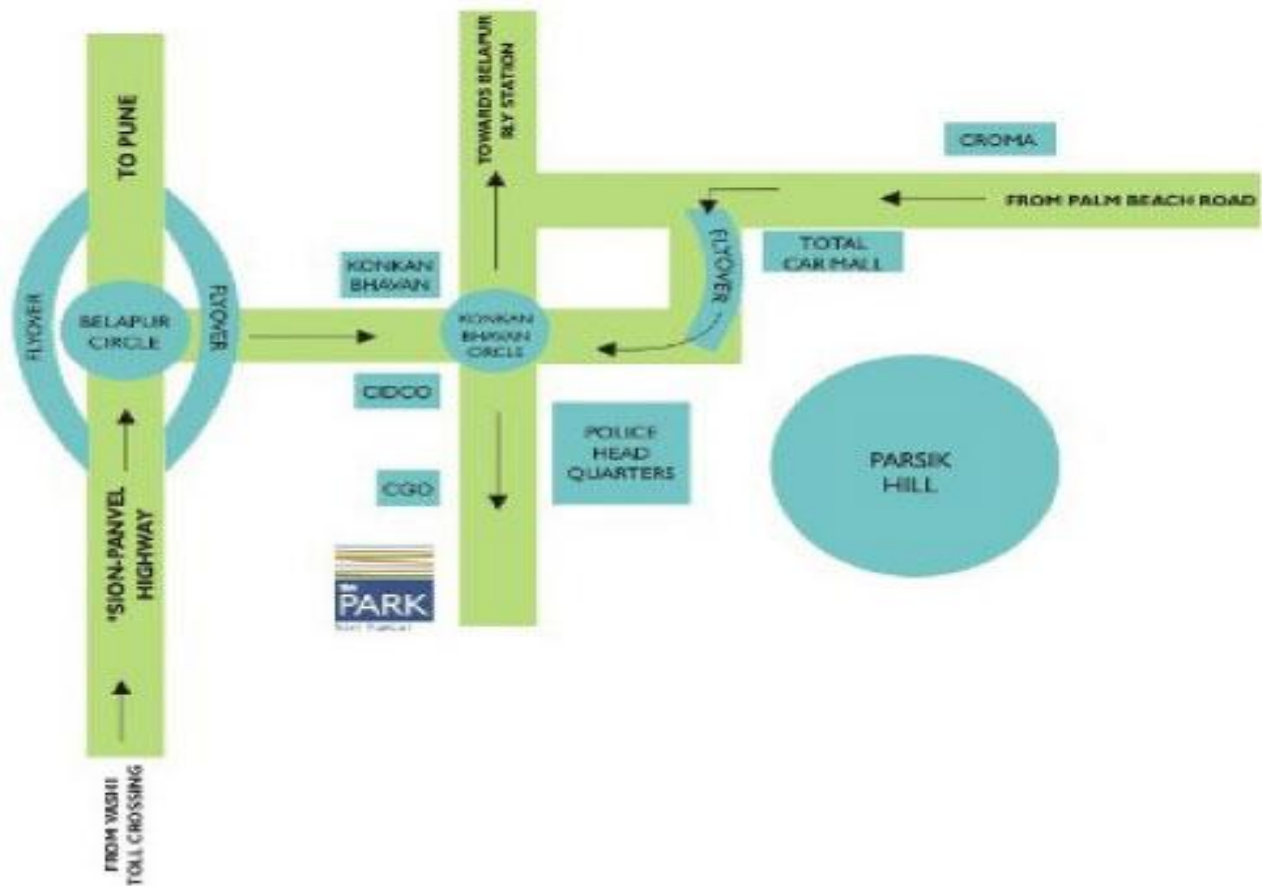 TO PUNE
TOWARDS BELAPUR
RLY STATION
CROMA
FROM PALM BEACH ROAD
FLYOVER
TOTAL
CAR MALL
KONKAN
BHAVAN
FLYOVER
BELAPUR
CIRCLE
FLYOVER
KONKAN
BHAVAN
CIRCLE
CIDCO
POLICE
HEAD
QUARTERS
PARSIK
HILL
CGO
*SION-PANVEL
HIGHWAY
THE
PARK
FROM VASHI
TOLL CROSSING